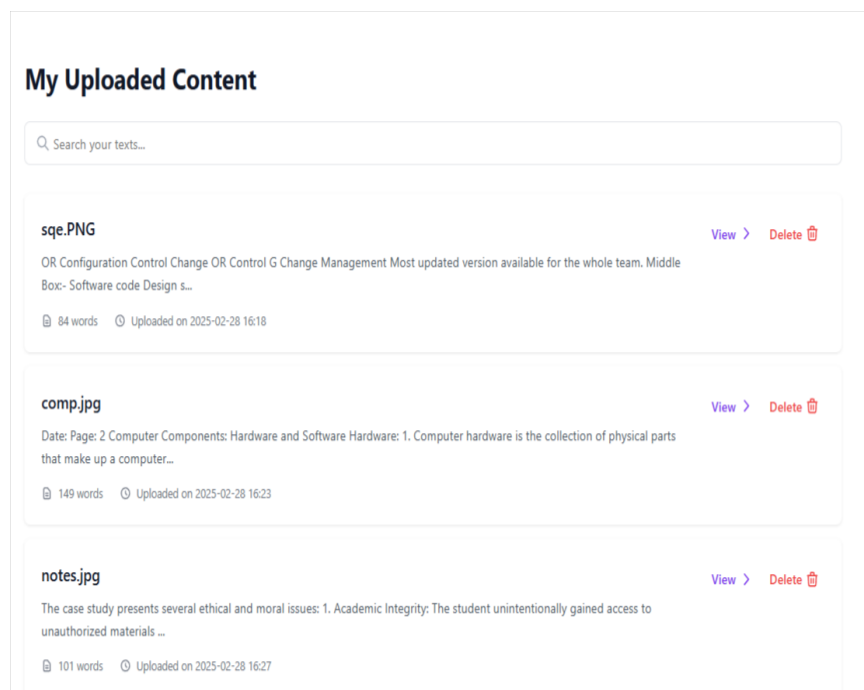 My Uploaded Content
Search your texts...
sqe.PNG
View
Delete
OR Configuration Control Change OR Control G Change Management Most updated version available for the whole team. Middle
Box:- Software code Design s...
84 words
Uploaded on 2025-02-28 16:18
comp.jpg
View
Delete
Date: Page: 2 Computer Components: Hardware and Software Hardware: 1. Computer hardware is the collection of physical parts
that make up a computer...
149 words
Uploaded on 2025-02-28 16:23
notes.jpg
View
Delete
The case study presents several ethical and moral issues: 1. Academic Integrity: The student unintentionally gained access to
unauthorized materials ...
101 words
Uploaded on 2025-02-28 16:27